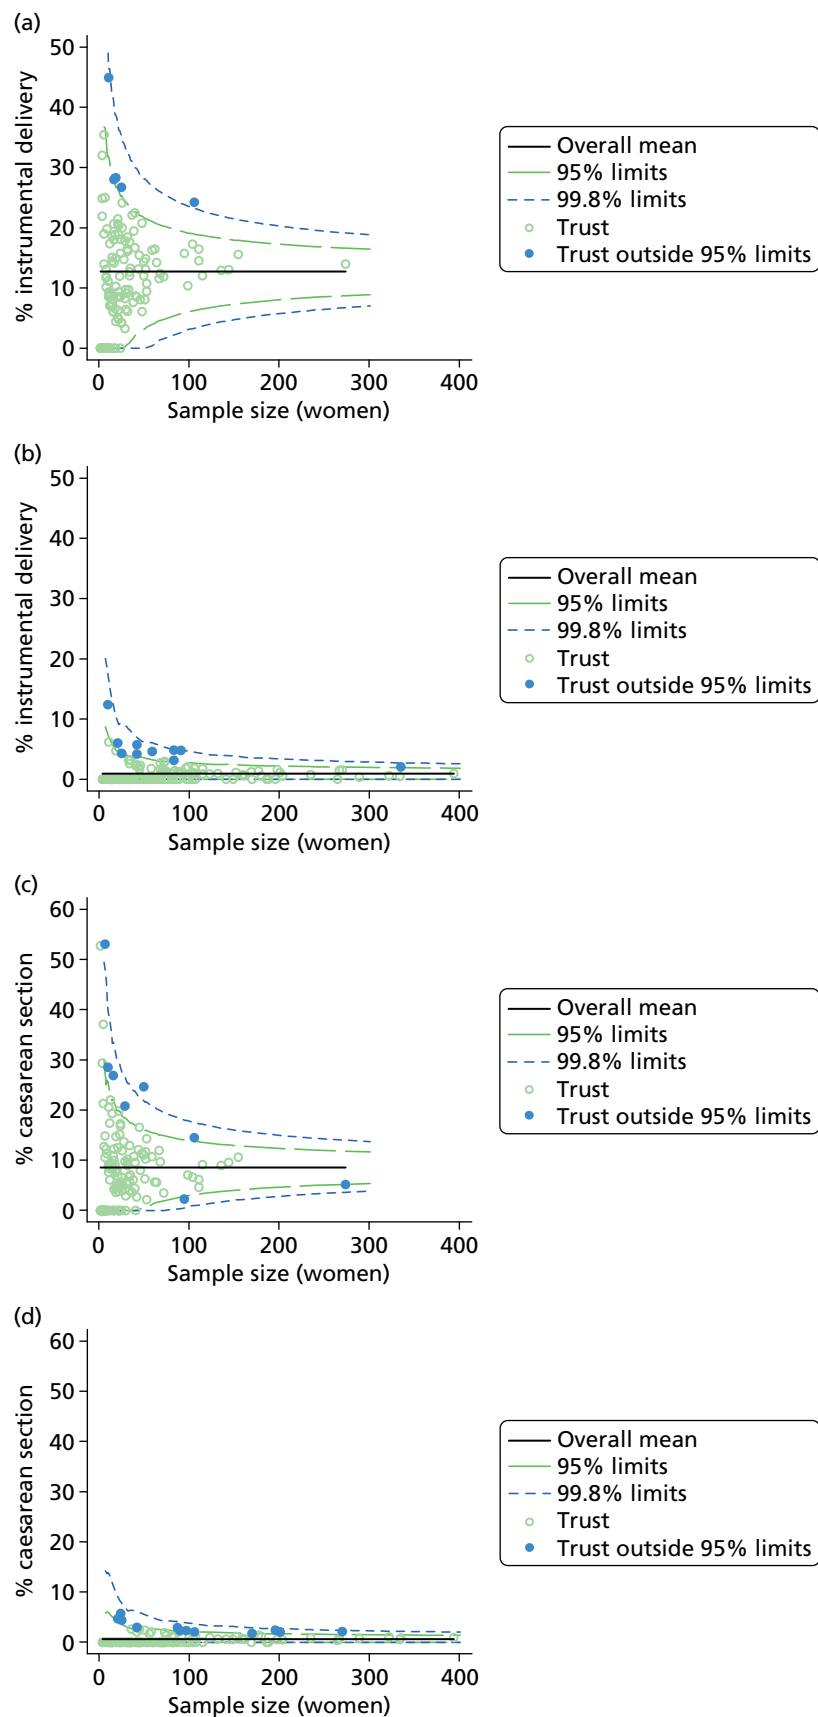 (a)
50
40
30
20
10
0
% instrumental delivery
0 100 200 300 400
Sample size (women)
Overall mean
95% limits
99.8% limits
Trust
Trust outside 95% limits
(b)
50
40
30
20
10
0
% instrumental delivery
0 100 200 300 400
Sample size (women)
Overall mean
95% limits
99.8% limits
Trust
Trust outside 95% limits
(c)
60
50
40
30
20
10
0
% caesarean section
0 100 200 300 400
Sample size (women)
Overall mean
95% limits
99.8% limits
Trust
Trust outside 95% limits
(d)
60
50
40
30
20
10
0
% caesarean section
0 100 200 300 400
Sample size (women)
Overall mean
95% limits
99.8% limits
Trust
Trust outside 95% limits